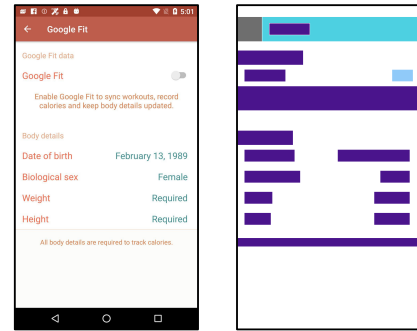 5:01
Google Fit
Google Fit data
Google Fit
Enable Google Fit to sync workouts, record
calories and keep body details updated.
Body details
Date of birth February 13, 1989
Biological sex Female
Weight Required
Height Required
All body details are required to track calories.